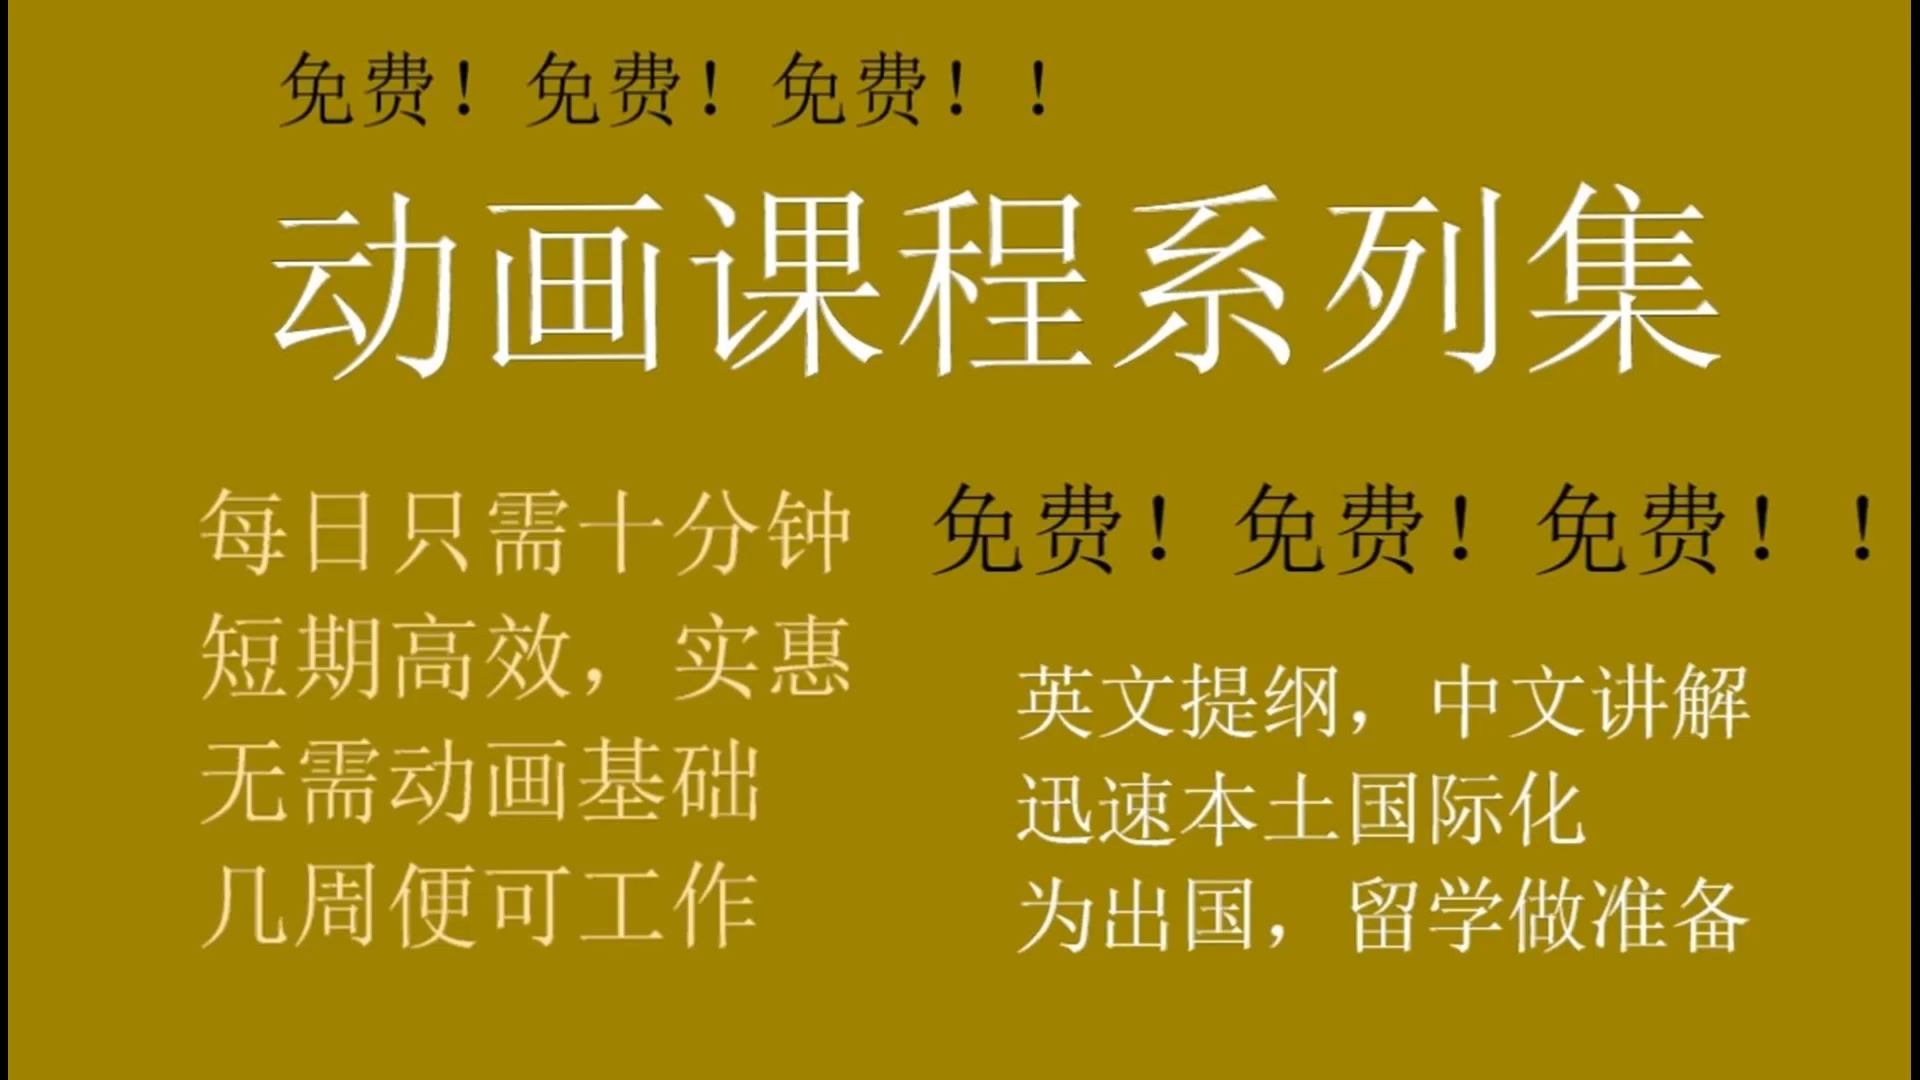 免费！免费！免费！！
动画课程系列集
每日只需十分钟
短期高效，实惠
无需动画基础
几周便可工作
免费！免费！免费！！
英文提纲，中文讲解
迅速本土国际化
为出国，留学做准备